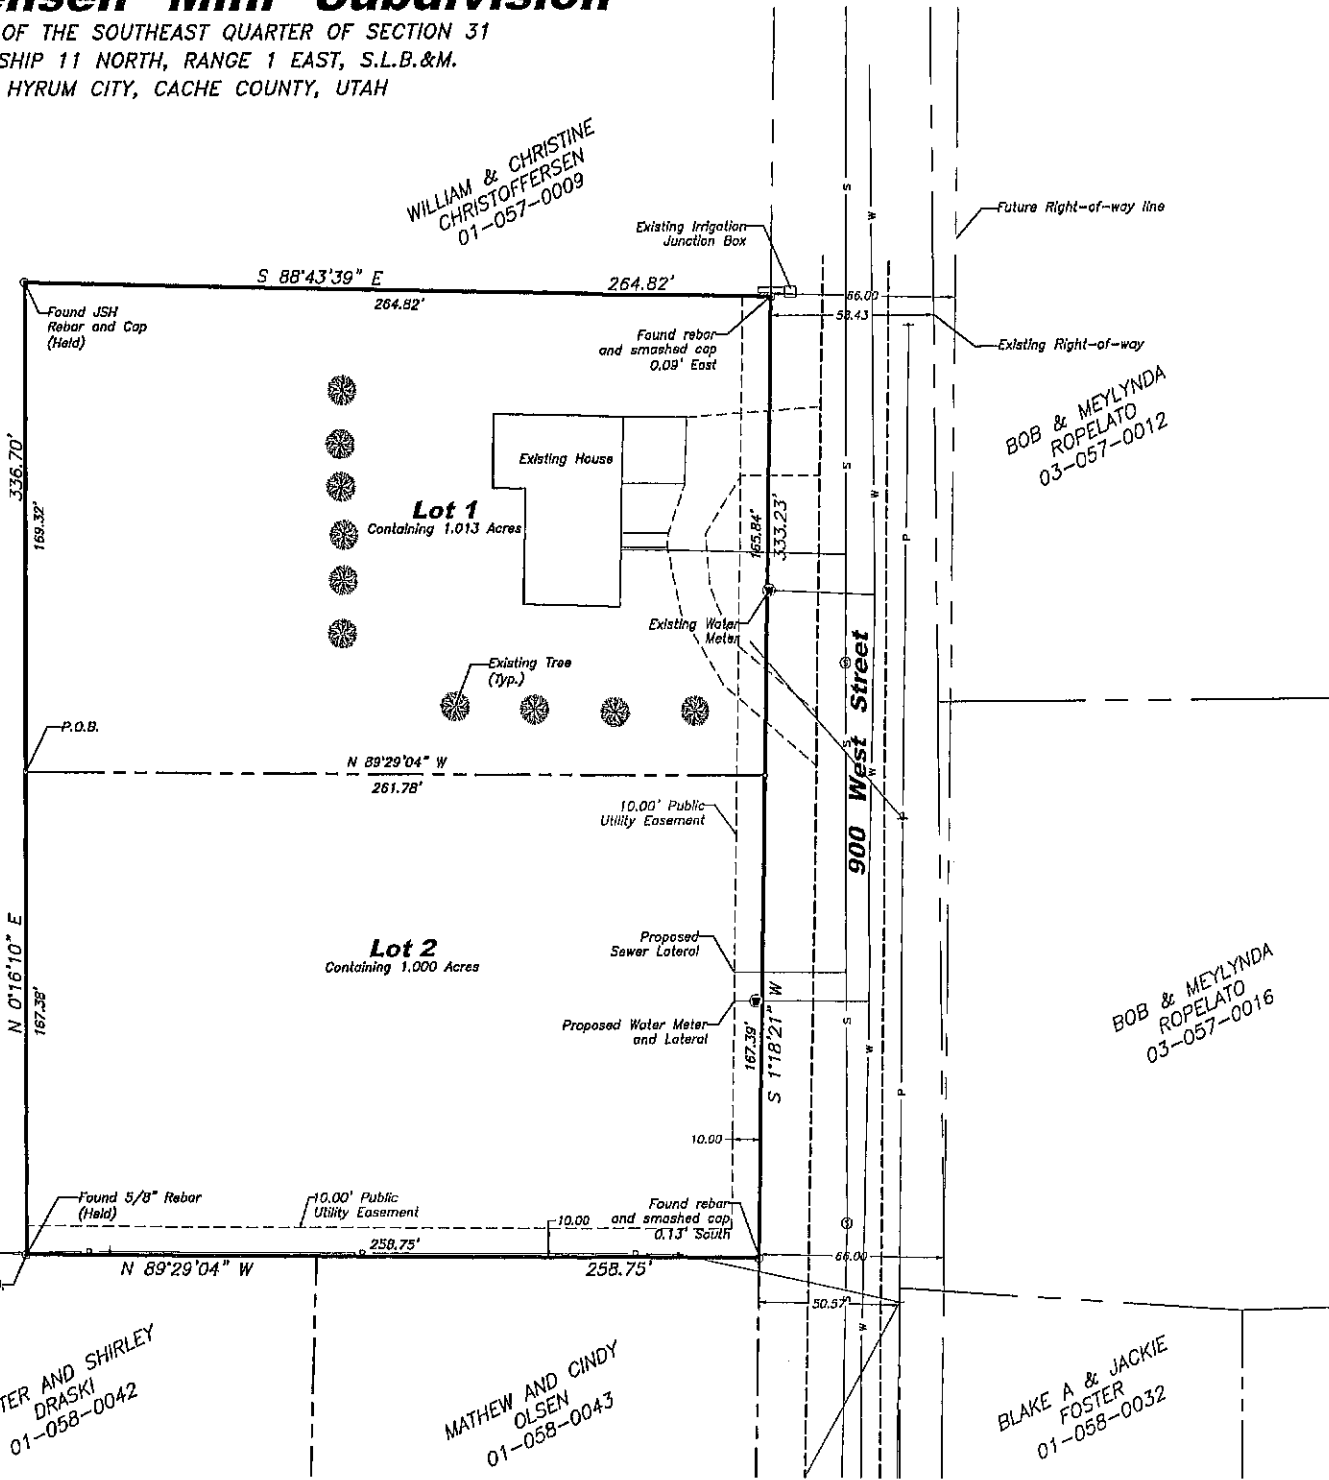 Mini Subdivision
OF THE SOUTHEAST QUARTER OF SECTION 31
SHIP 11 NORTH, RANGE 1 EAST, S.L.B.&M.
HYRUM CITY, CACHE COUNTY, UTAH
WILLIAM & CHRISTINE
CHRISTOFFERSEN
01-057-0009
Existing Irrigation
Junction Box
Future Right-of-way line
S 88°43'39" E
264.82'
264.82'
66.00
58.43
Found JSH
Rebar and Cap
(Held)
Found rebar
and smashed cap
0.09' East
Existing Right-of-way
BOB & MEYLYNDA
ROPELATO
03-057-0012
336.70'
169.32'
Existing House
Lot 1
Containing 1.013 Acres
165.84'
333.23'
Existing Water
Meter
Existing Tree
(Typ.)
P.O.B.
N 89°29'04" W
261.78'
10.00' Public
Utility Easement
900 West Street
S
S
S
S
S
W
W
W
W
W
P
P
Lot 2
Containing 1.000 Acres
N 0°16'10" E
167.38'
Proposed
Sewer Lateral
Proposed Water Meter
and Lateral
167.39'
S 1°18'21" W
BOB & MEYLYNDA
ROPELATO
03-057-0016
10.00
Found 5/8" Rebar
(Held)
10.00' Public
Utility Easement
10.00
Found rebar
and smashed cap
0.13' South
258.75'
N 89°29'04" W
258.75'
66.00
50.57
TER AND SHIRLEY
DRASKI
01-058-0042
MATHEW AND CINDY
OLSEN
01-058-0043
BLAKE A & JACKIE
FOSTER
01-058-0032